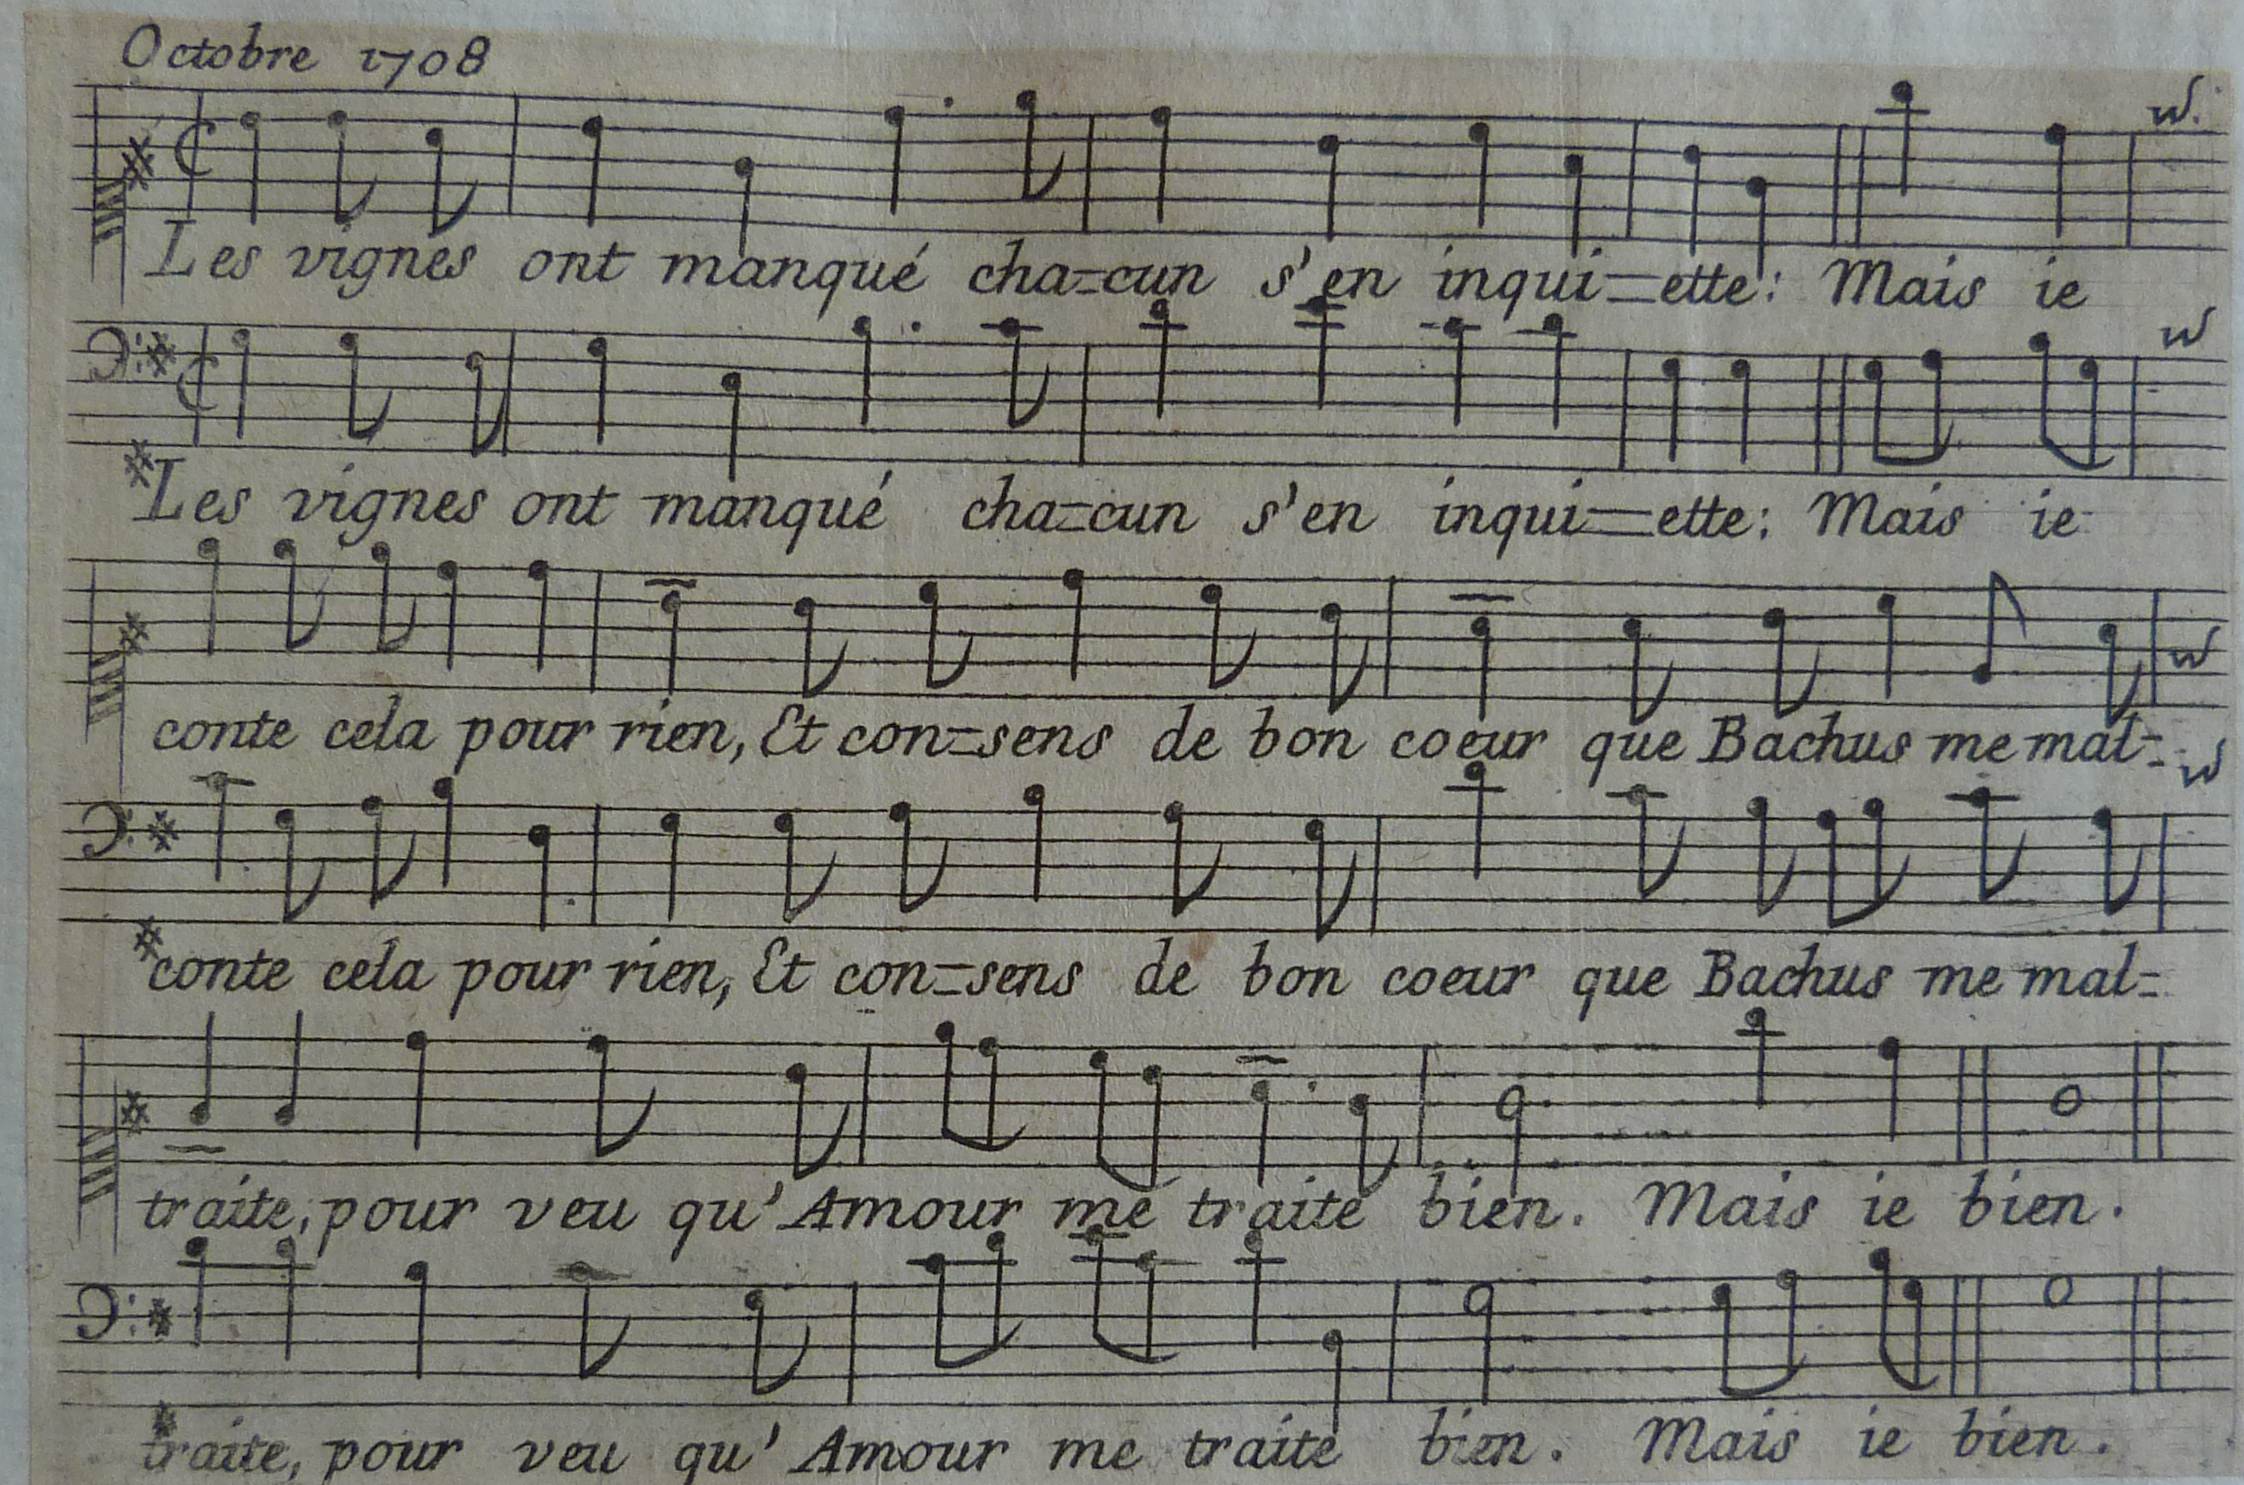 Octobre 1708
Les vignes ont manqué cha=cun s'en inqui=ette: Mais ie
Les vignes ont manqué cha=cun s'en inqui=ette: Mais ie
conte cela pour rien, Et con=sens de bon coeur que Bachus me mal=
conte cela pour rien, Et con=sens de bon coeur que Bachus me mal=
traite, pour veu qu'Amour me traite bien. Mais ie bien.
traite, pour veu qu'Amour me traite bien. Mais ie bien.